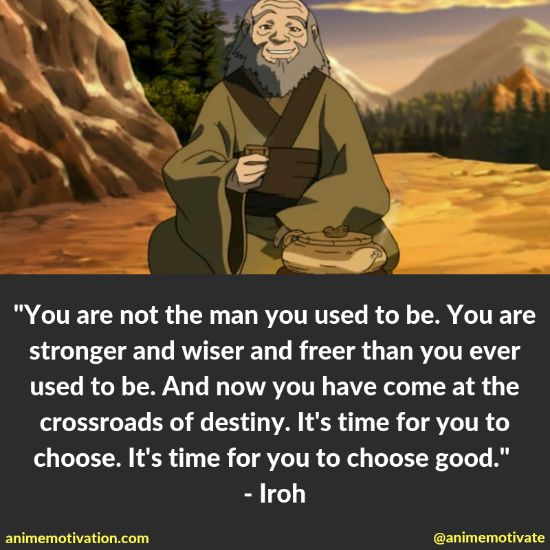 "You are not the man you used to be. You are
stronger and wiser and freer than you ever
used to be. And now you have come at the
crossroads of destiny. It's time for you to
choose. It's time for you to choose good."
- Iroh
animemotivation.com
@animemotivate